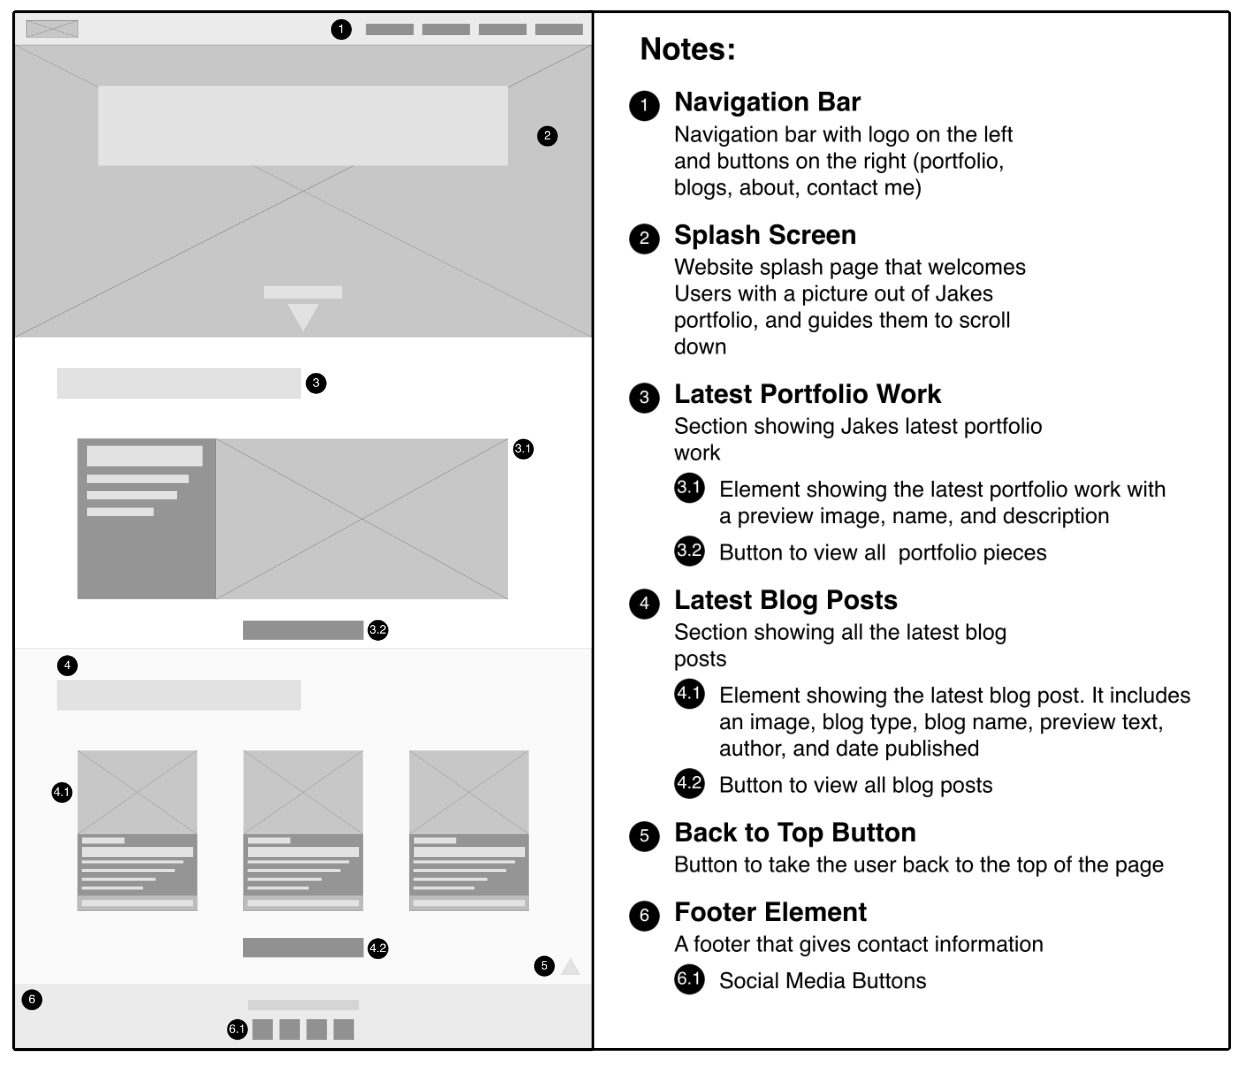 1
2
3
3.1
3.2
4
4.1
4.2
5
6
6.1
Notes:
1 Navigation Bar
Navigation bar with logo on the left
and buttons on the right (portfolio,
blogs, about, contact me)
2 Splash Screen
Website splash page that welcomes
Users with a picture out of Jakes
portfolio, and guides them to scroll
down
3 Latest Portfolio Work
Section showing Jakes latest portfolio
work
3.1 Element showing the latest portfolio work with
a preview image, name, and description
3.2 Button to view all  portfolio pieces
4 Latest Blog Posts
Section showing all the latest blog
posts
4.1 Element showing the latest blog post. It includes
an image, blog type, blog name, preview text,
author, and date published
4.2 Button to view all blog posts
5 Back to Top Button
Button to take the user back to the top of the page
6 Footer Element
A footer that gives contact information
6.1 Social Media Buttons